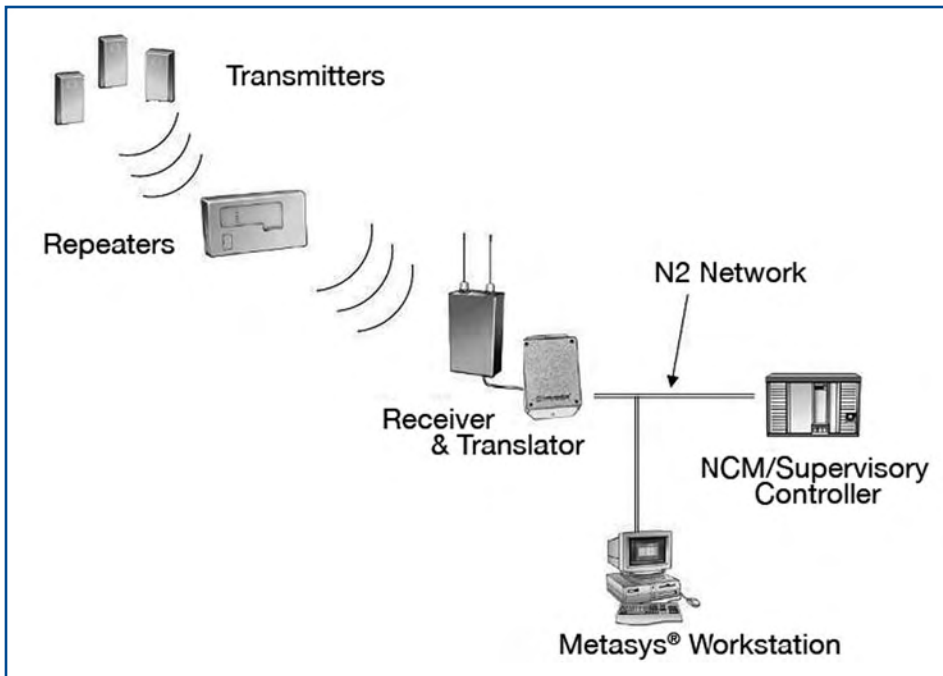 Transmitters
Repeaters
N2 Network
Receiver
& Translator
NCM/Supervisory
Controller
Metasys® Workstation